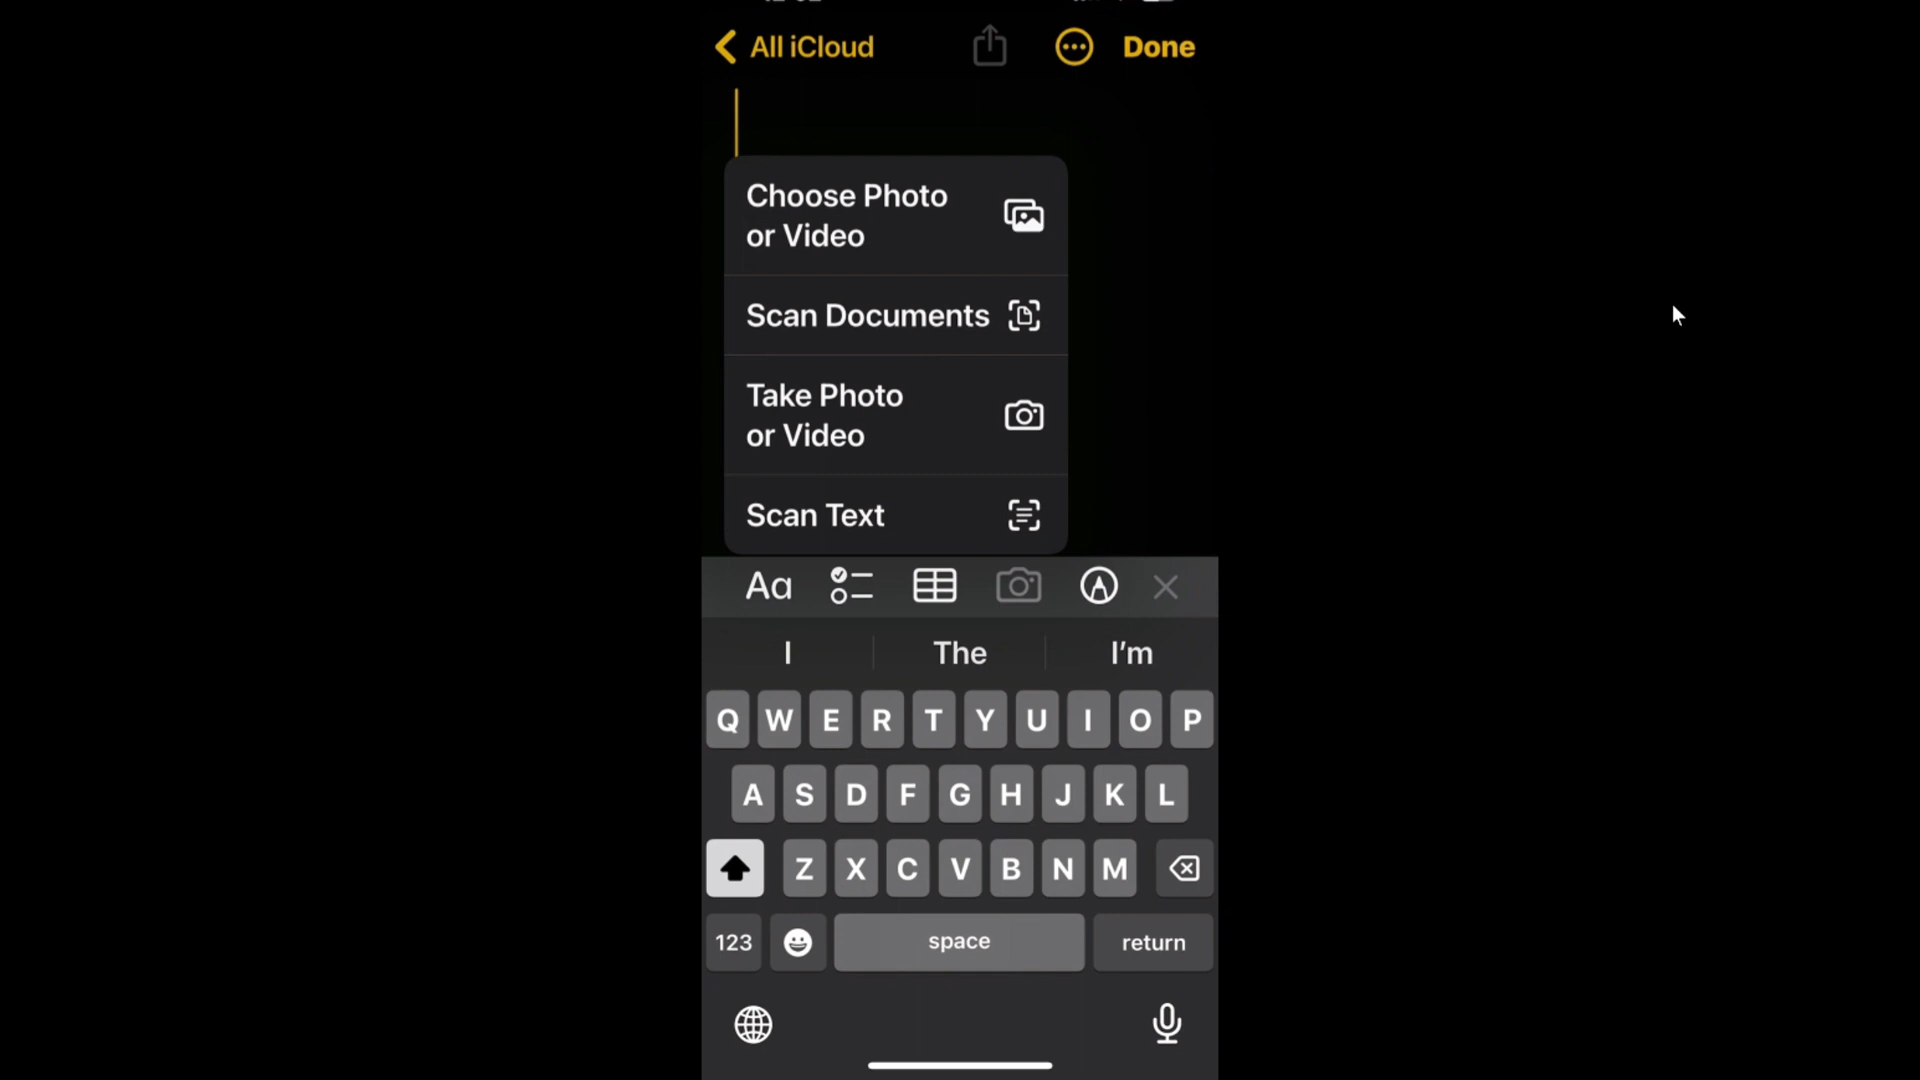 All iCloud
Done
Choose Photo
or Video
Scan Documents
Take Photo
or Video
Scan Text
Aa
I The I'm
Q W E R T Y U I O P
A S D F G H J K L
Z X C V B N M
123 space return